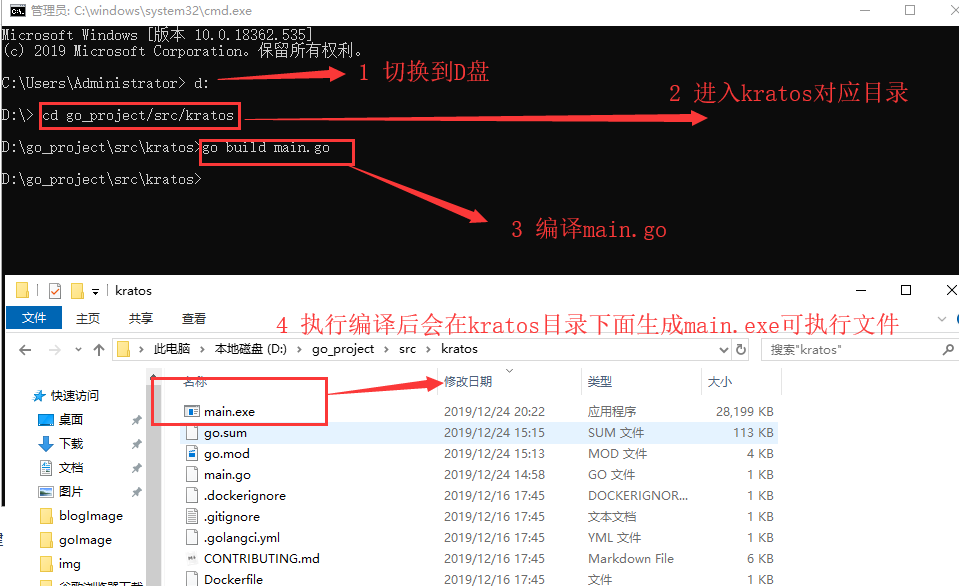 管理员: C:\windows\system32\cmd.exe
Microsoft Windows [版本 10.0.18362.535]
(c) 2019 Microsoft Corporation。保留所有权利。
C:\Users\Administrator> d:
1 切换到D盘
2 进入kratos对应目录
D:\> cd go_project/src/kratos
D:\go_project\src\kratos>go build main.go
D:\go_project\src\kratos>
3 编译main.go
kratos
文件 主页 共享 查看
4 执行编译后会在kratos目录下面生成main.exe可执行文件
此电脑 > 本地磁盘 (D:) > go_project > src > kratos
搜索"kratos"
名称 修改日期 类型 大小
快速访问
桌面
下载
文档
图片
blogImage
goImage
img
main.exe 2019/12/24 20:22 应用程序 28,199 KB
go.sum 2019/12/24 15:15 SUM 文件 113 KB
go.mod 2019/12/24 15:13 MOD 文件 4 KB
main.go 2019/12/24 14:58 GO 文件 1 KB
.dockerignore 2019/12/16 17:45 DOCKERIGNOR... 1 KB
.gitignore 2019/12/16 17:45 文本文档 1 KB
.golangci.yml 2019/12/16 17:45 YML 文件 1 KB
CONTRIBUTING.md 2019/12/16 17:45 Markdown File 6 KB
Dockerfile 2019/12/16 17:45 文件 1 KB